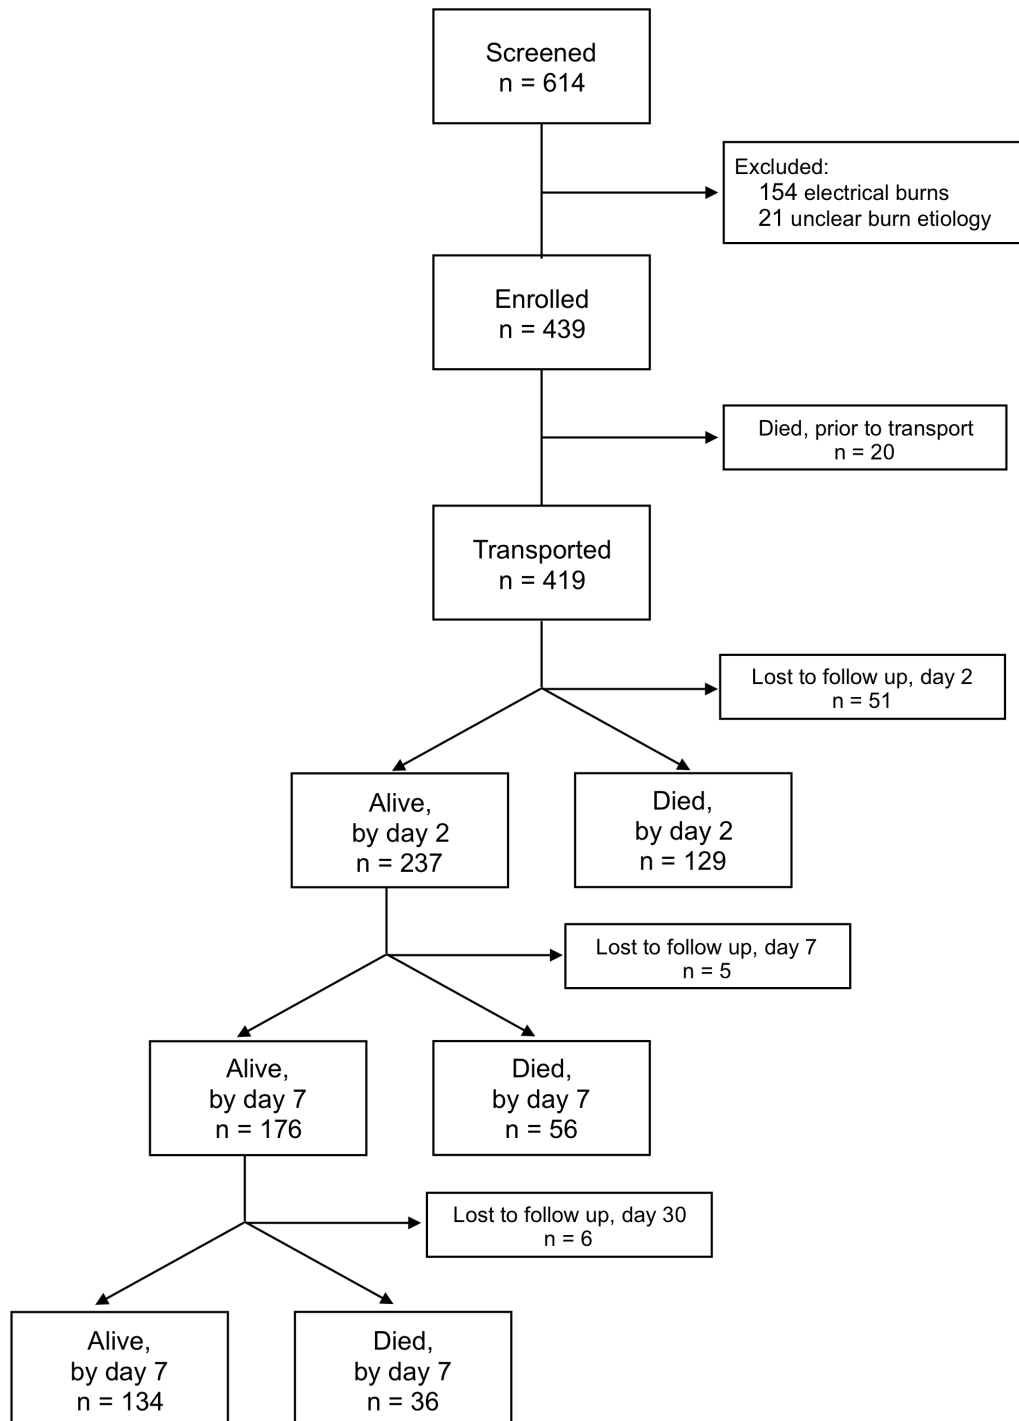 Screened
n = 614
Excluded:
154 electrical burns
21 unclear burn etiology
Enrolled
n = 439
Died, prior to transport
n = 20
Transported
n = 419
Lost to follow up, day 2
n = 51
Alive,
by day 2
n = 237
Died,
by day 2
n = 129
Lost to follow up, day 7
n = 5
Alive,
by day 7
n = 176
Died,
by day 7
n = 56
Lost to follow up, day 30
n = 6
Alive,
by day 7
n = 134
Died,
by day 7
n = 36